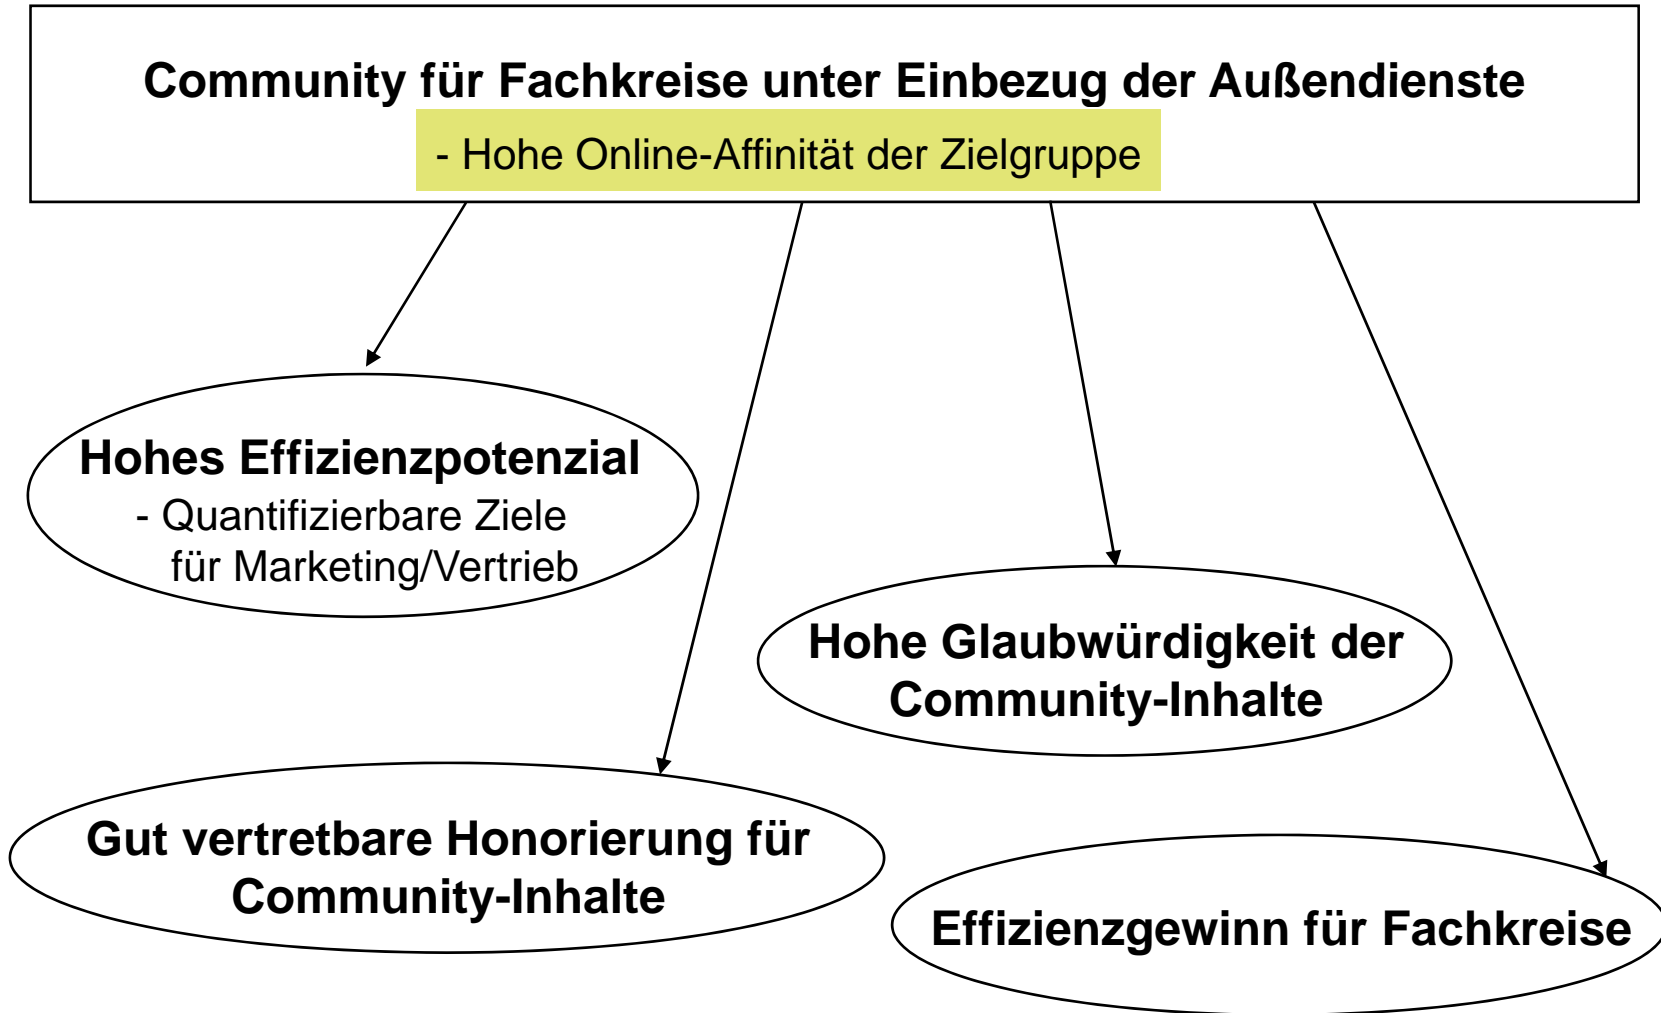 Community für Fachkreise unter Einbezug der Außendienste
- Hohe Online-Affinität der Zielgruppe
Hohes Effizienzpotenzial
- Quantifizierbare Ziele
für Marketing/Vertrieb
Hohe Glaubwürdigkeit der
Community-Inhalte
Gut vertretbare Honorierung für
Community-Inhalte
Effizienzgewinn für Fachkreise